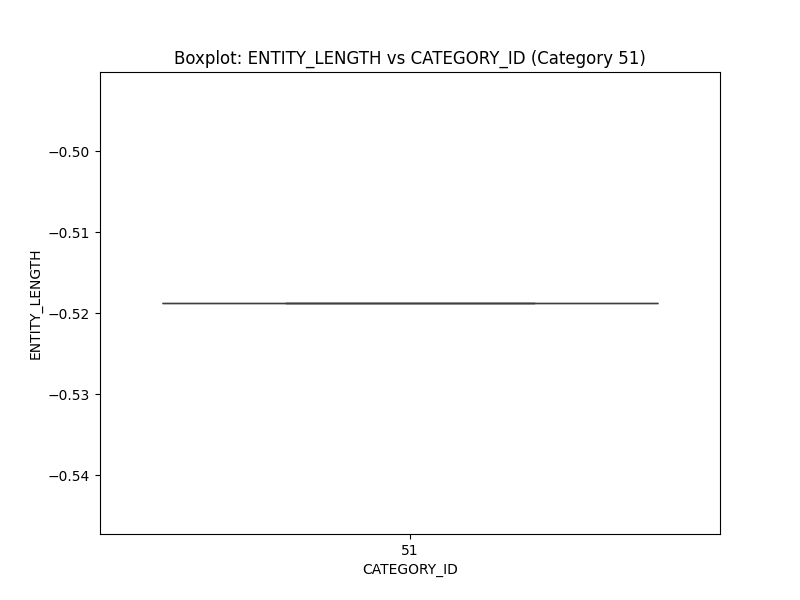 Boxplot: ENTITY_LENGTH vs CATEGORY_ID (Category 51)
−0.50
−0.51
−0.52
−0.53
−0.54
ENTITY_LENGTH
51
CATEGORY_ID